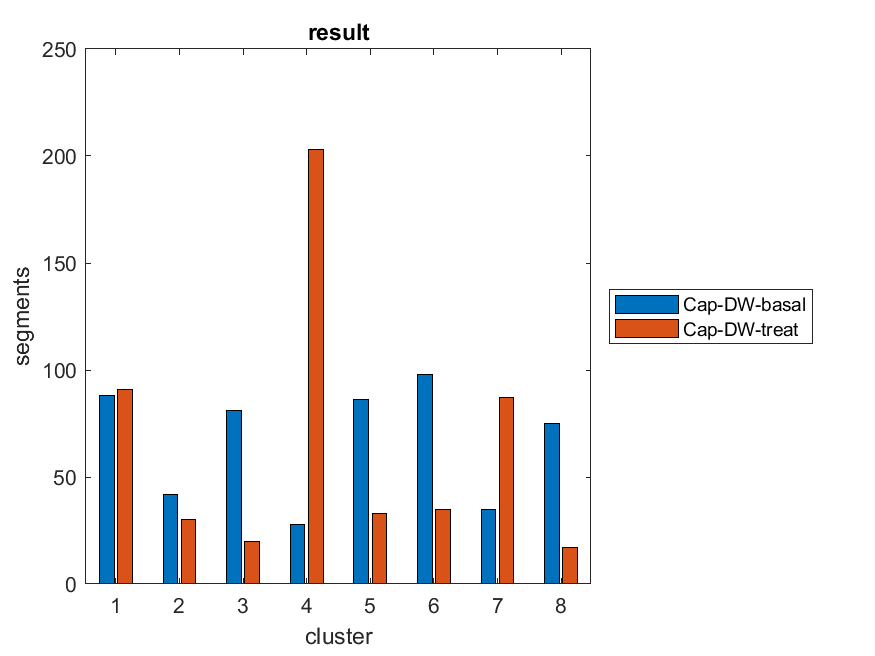 result
250
200
150
100
50
0
segments
1 2 3 4 5 6 7 8
cluster
Cap-DW-basal
Cap-DW-treat